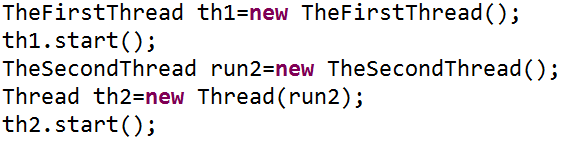 TheFirstThread th1=new TheFirstThread();
th1.start();
TheSecondThread run2=new TheSecondThread();
Thread th2=new Thread(run2);
th2.start();